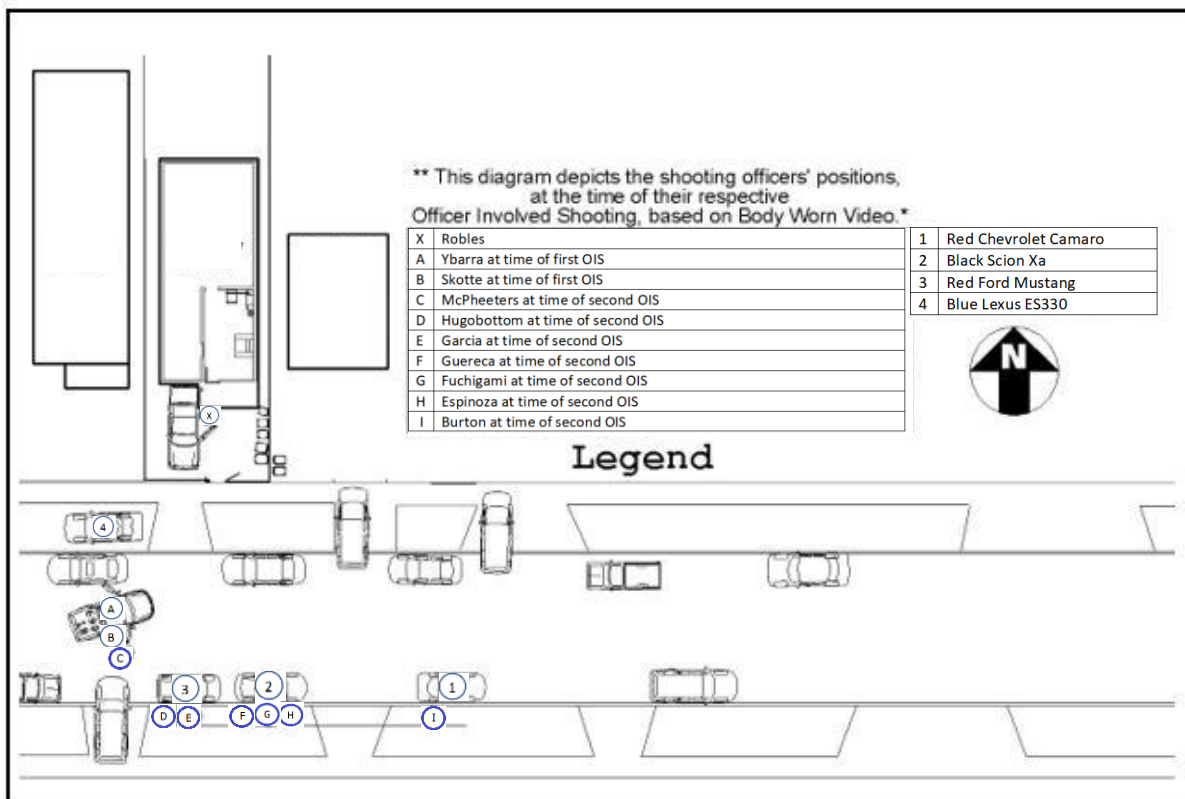 ** This diagram depicts the shooting officers' positions,
at the time of their respective
Officer Involved Shooting, based on Body Worn Video.*
X Robles
A Ybarra at time of first OIS
B Skotte at time of first OIS
C McPheeters at time of second OIS
D Hugobottom at time of second OIS
E Garcia at time of second OIS
F Guereca at time of second OIS
G Fuchigami at time of second OIS
H Espinoza at time of second OIS
I Burton at time of second OIS
1 Red Chevrolet Camaro
2 Black Scion Xa
3 Red Ford Mustang
4 Blue Lexus ES330
N
Legend
X
4
A
B
C
3
2
1
D
E
F
G
H
I